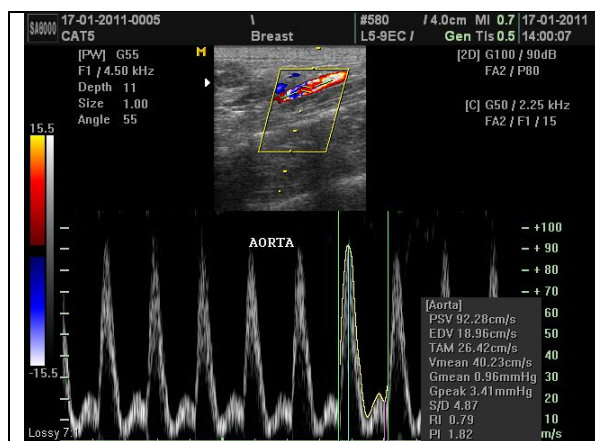 SA8000
17-01-2011-0005 \ #580 / 4.0cm MI 0.7 17-01-2011
CAT5 Breast L5-9EC / Gen TIs 0.5 14:00:07
[PW] G55
F1 / 4.50 kHz
Depth 11
Size 1.00
Angle 55
M
[2D] G100 / 90dB
FA2 / P80
[C] G50 / 2.25 kHz
FA2 / F1 / 15
15.5
-15.5
AORTA
+100
+ 90
+ 80
+ 70
60
50
40
30
20
10
m/s
[Aorta]
PSV 92.28cm/s
EDV 18.96cm/s
TAM 26.42cm/s
Vmean 40.23cm/s
Gmean 0.96mmHg
Gpeak 3.41mmHg
S/D 4.87
RI 0.79
PI 1.82
Lossy 7:1